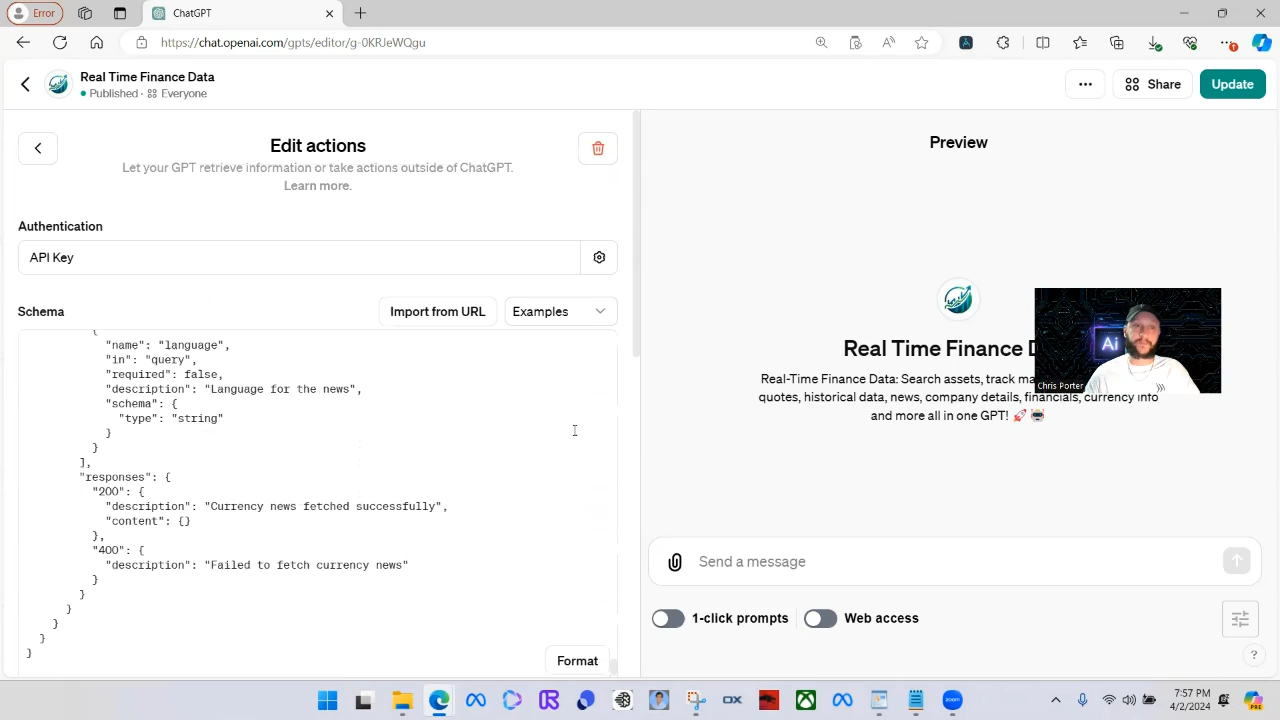 Error
ChatGPT
https://chat.openai.com/gpts/editor/g-0KRJeWQgu
Real Time Finance Data
Published · Everyone
Share
Update
Edit actions
Let your GPT retrieve information or take actions outside of ChatGPT.
Learn more.
Authentication
API Key
Schema
Import from URL
Examples
{
"name": "language",
"in": "query",
"required": false,
"description": "Language for the news",
"schema": {
"type": "string"
}
}
],
"responses": {
"200": {
"description": "Currency news fetched successfully",
"content": {}
},
"400": {
"description": "Failed to fetch currency news"
}
}
}
}
}
}
Format
Preview
Real Time Finance D
Real-Time Finance Data: Search assets, track ma
quotes, historical data, news, company details, financials, currency info
and more all in one GPT! 🚀 🤖
Ai
Chris Porter
Send a message
1-click prompts
Web access
?
DX
zoom
7:57 PM
4/2/2024
PRE